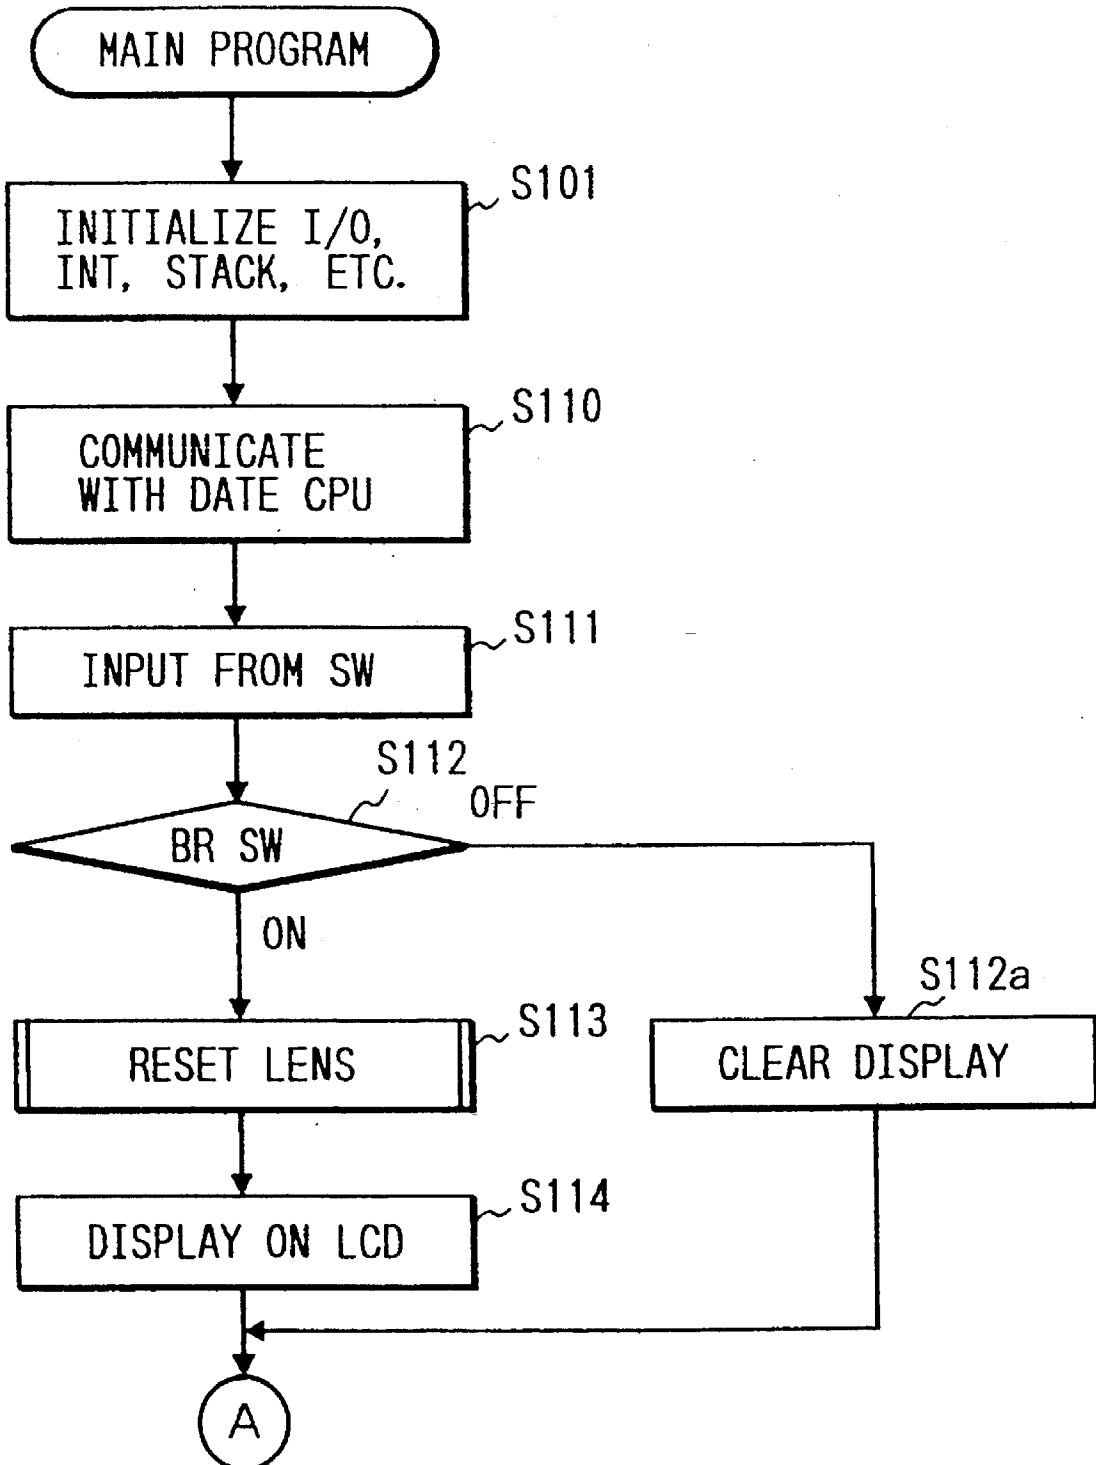 MAIN PROGRAM
S101
INITIALIZE I/O,
INT, STACK, ETC.
S110
COMMUNICATE
WITH DATE CPU
S111
INPUT FROM SW
S112
OFF
BR SW
ON
S112a
S113
RESET LENS
CLEAR DISPLAY
S114
DISPLAY ON LCD
A